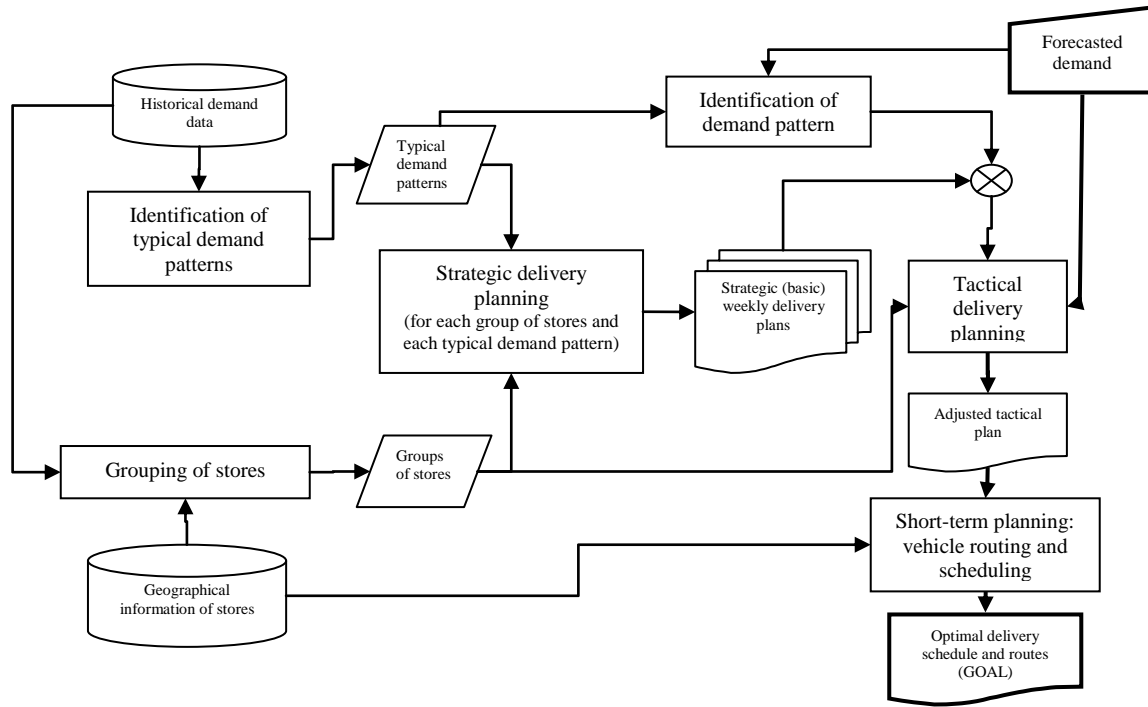 Forecasted
demand
Historical demand
data
Identification of
demand pattern
Typical
demand
patterns
Identification of
typical demand
patterns
Strategic delivery
planning
(for each group of stores and
each typical demand pattern)
Strategic (basic)
weekly delivery
plans
Tactical
delivery
planning
Adjusted tactical
plan
Grouping of stores
Groups
of stores
Short-term planning:
vehicle routing and
scheduling
Geographical
information of stores
Optimal delivery
schedule and routes
(GOAL)